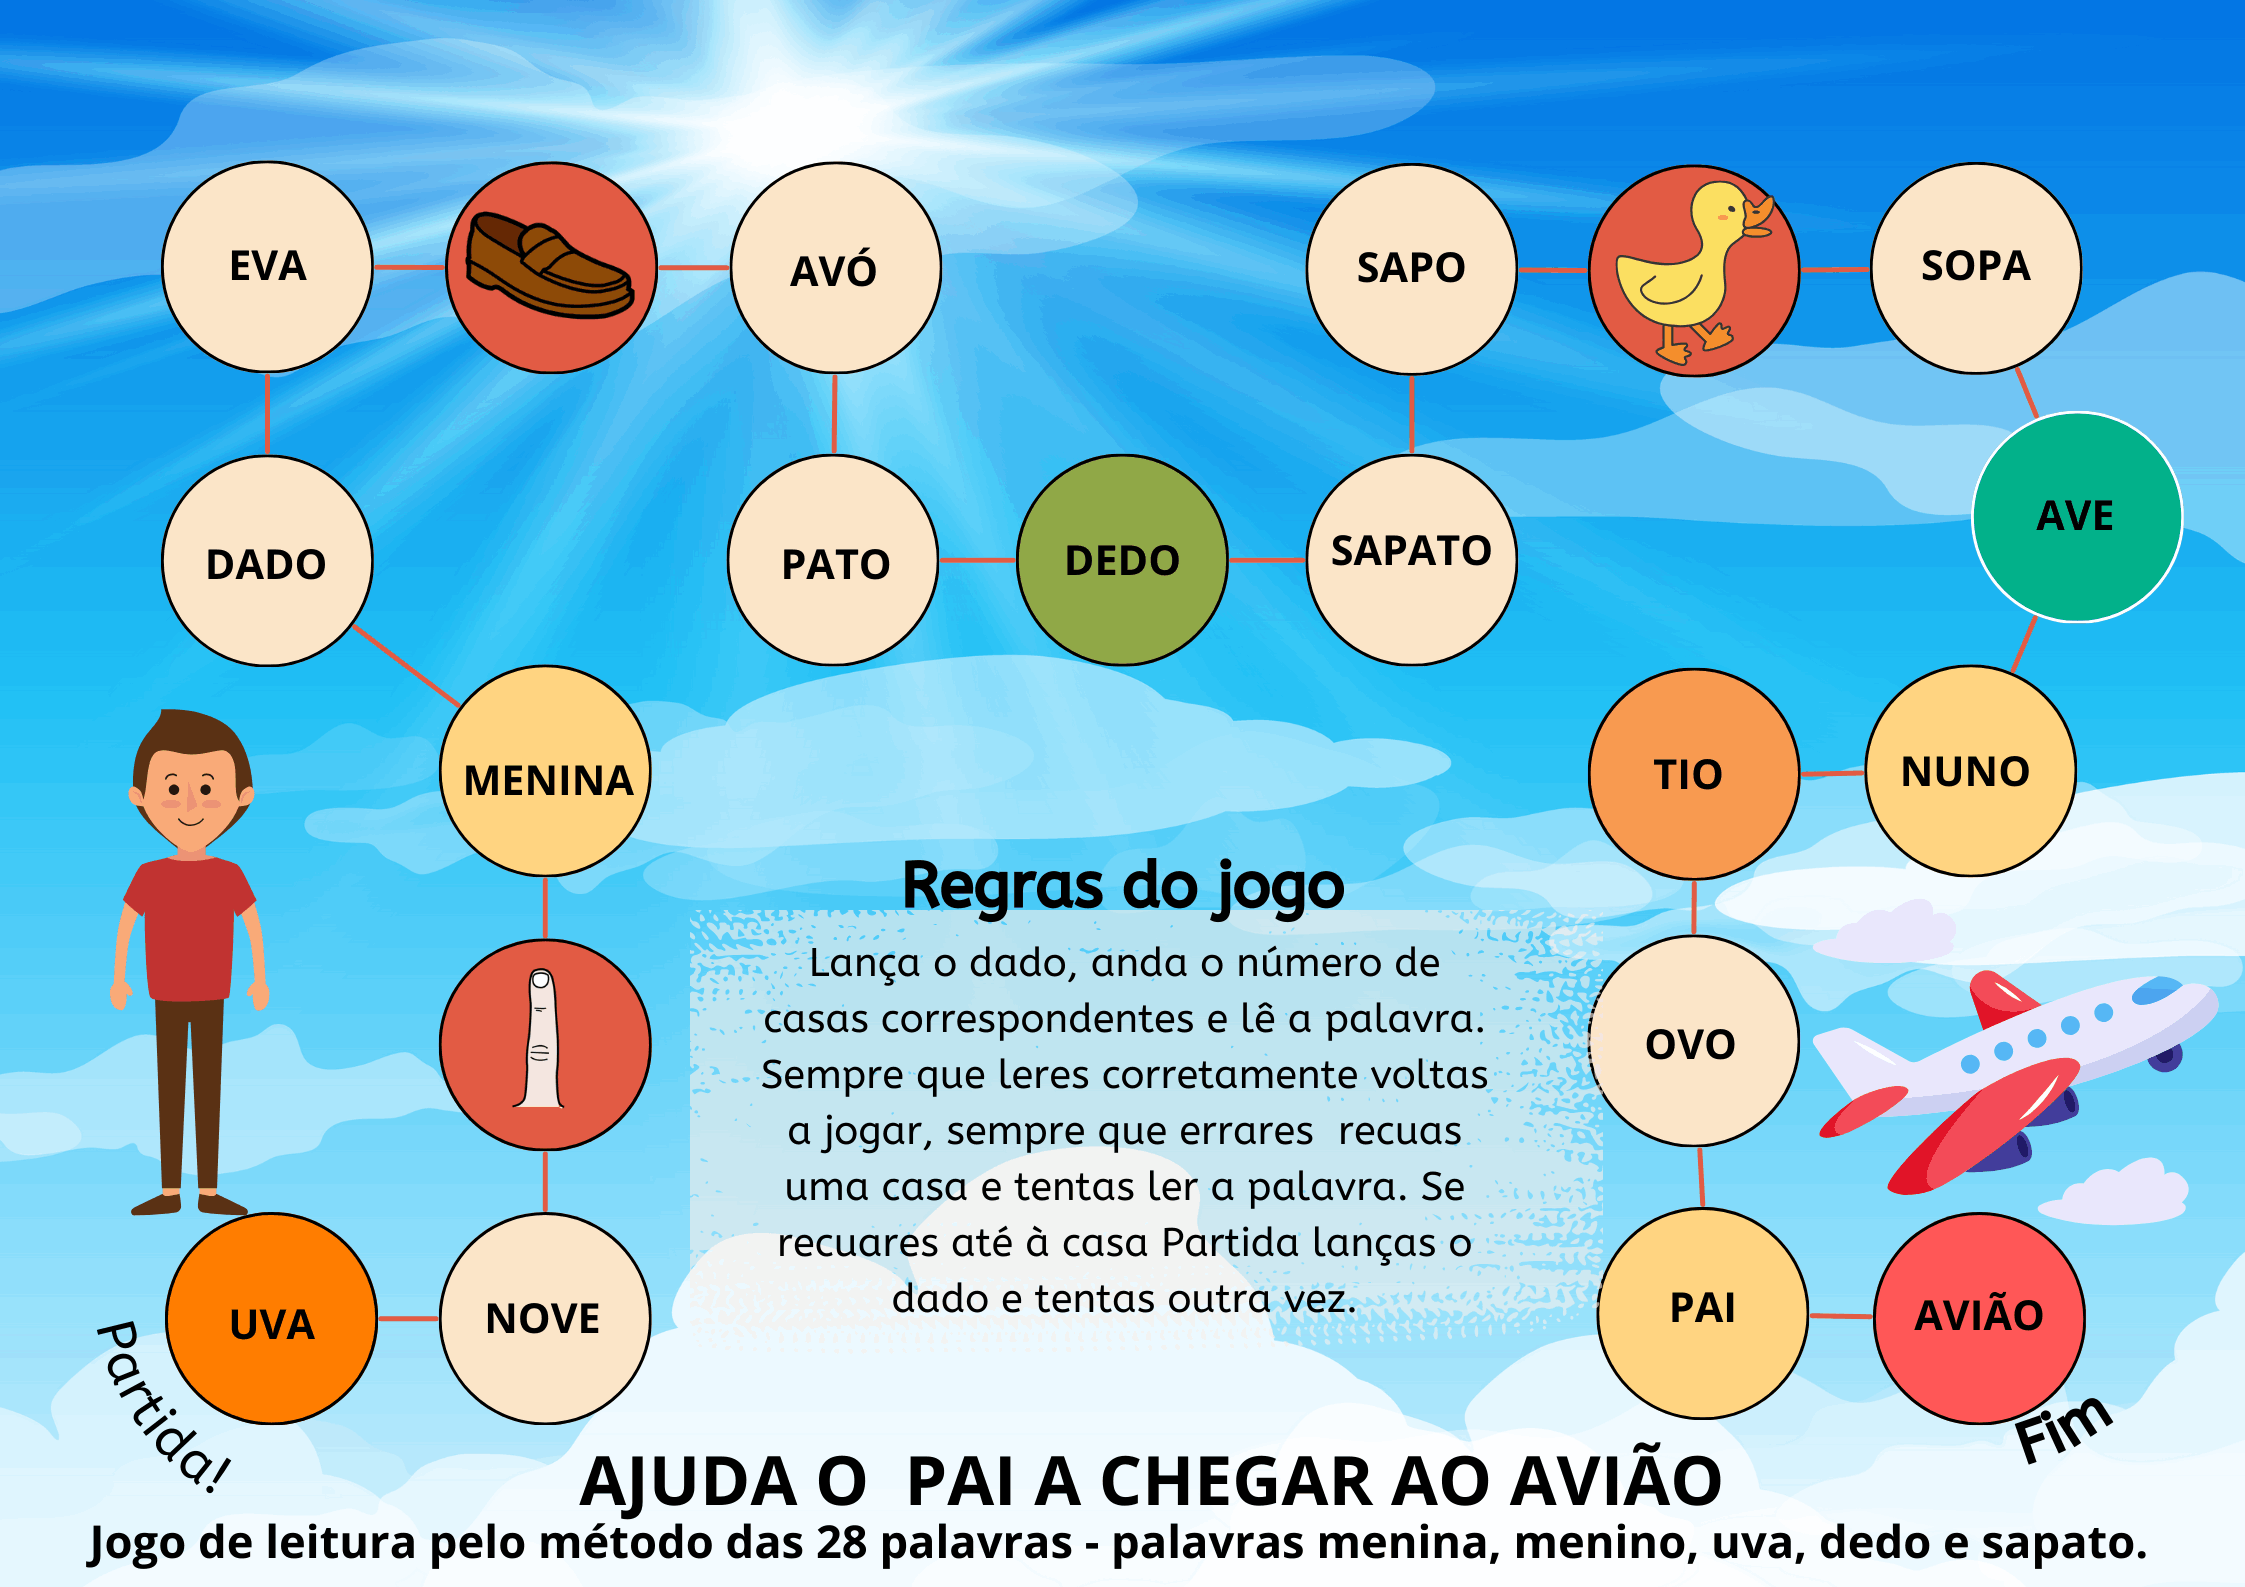 EVA
AVÓ
SAPO
SOPA
DADO
PATO
DEDO
SAPATO
AVE
MENINA
TIO
NUNO
OVO
UVA
NOVE
PAI
AVIÃO
Regras do jogo
Lança o dado, anda o número de
casas correspondentes e lê a palavra.
Sempre que leres corretamente voltas
a jogar, sempre que errares  recuas
uma casa e tentas ler a palavra. Se
recuares até à casa Partida lanças o
dado e tentas outra vez.
Partida!
Fim
AJUDA O  PAI A CHEGAR AO AVIÃO
Jogo de leitura pelo método das 28 palavras - palavras menina, menino, uva, dedo e sapato.